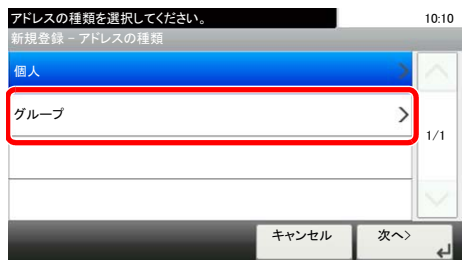 アドレスの種類を選択してください。 10:10
新規登録 - アドレスの種類
個人
グループ
1/1
キャンセル 次へ>